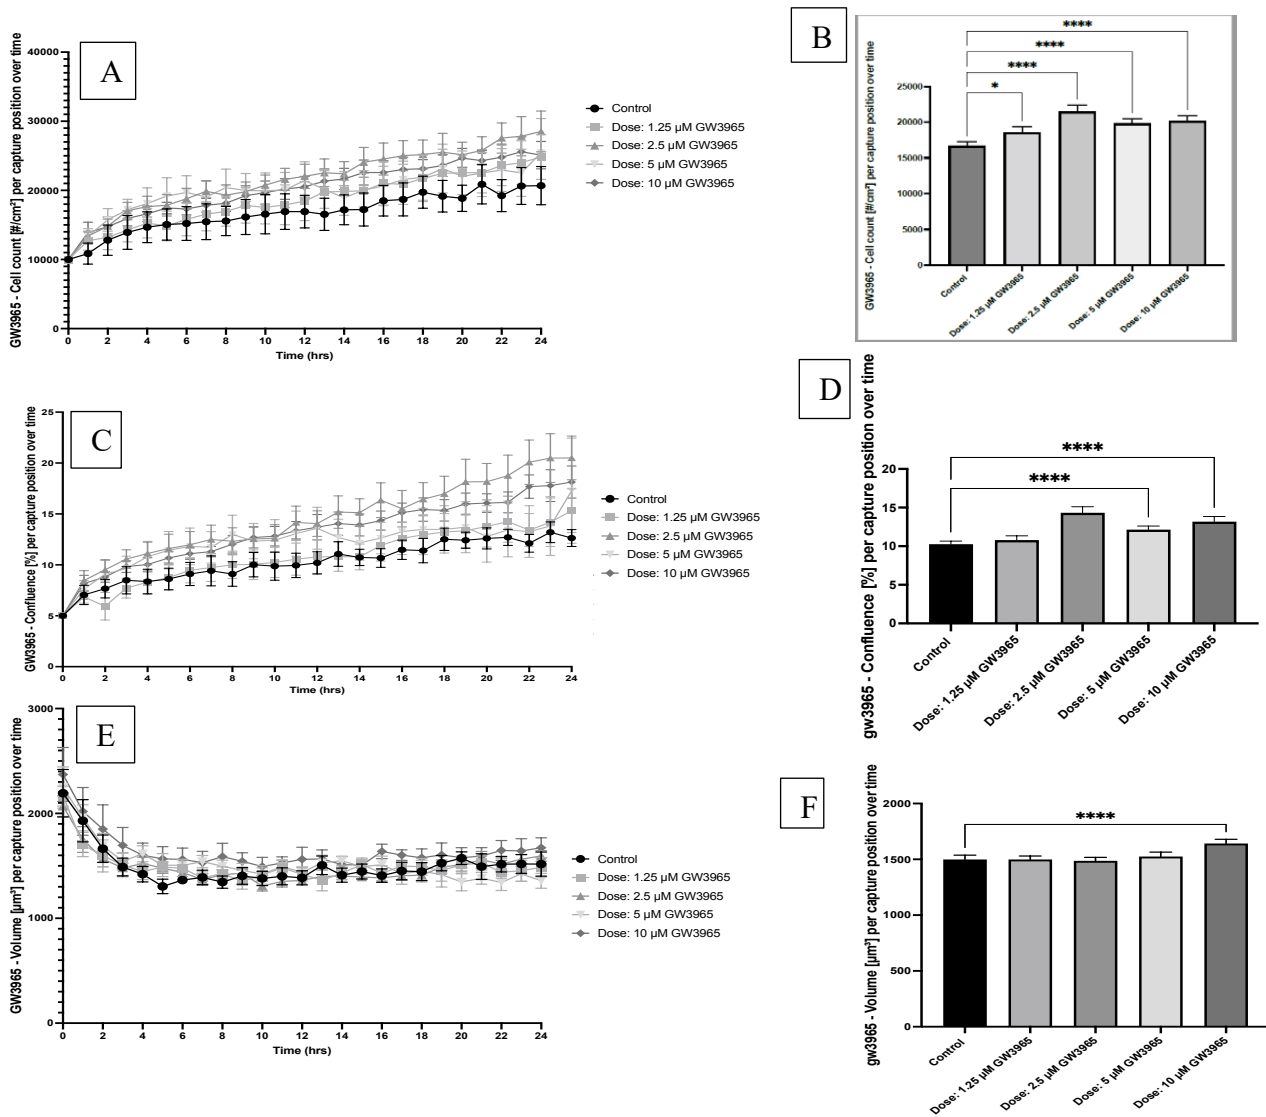 A
GW3965 - Cell count [#/cm²] per capture position over time
40000
30000
20000
10000
0
0 2 4 6 8 10 12 14 16 18 20 22 24
Time (hrs)
Control
Dose: 1.25 µM GW3965
Dose: 2.5 µM GW3965
Dose: 5 µM GW3965
Dose: 10 µM GW3965
B
GW3965 - Cell count [#/cm²] per capture position over time
****
****
****
*
25000
20000
15000
10000
5000
0
Control
Dose: 1.25 µM GW3965
Dose: 2.5 µM GW3965
Dose: 5 µM GW3965
Dose: 10 µM GW3965
C
GW3965 - Confluence [%] per capture position over time
25
20
15
10
5
0
0 2 4 6 8 10 12 14 16 18 20 22 24
Time (hrs)
Control
Dose: 1.25 µM GW3965
Dose: 2.5 µM GW3965
Dose: 5 µM GW3965
Dose: 10 µM GW3965
D
gw3965 - Confluence [%] per capture position over time
****
****
20
15
10
5
0
Control
Dose: 1.25 µM GW3965
Dose: 2.5 µM GW3965
Dose: 5 µM GW3965
Dose: 10 µM GW3965
E
GW3965 - Volume [µm³] per capture position over time
3000
2000
1000
0
0 2 4 6 8 10 12 14 16 18 20 22 24
Time (hrs)
Control
Dose: 1.25 µM GW3965
Dose: 2.5 µM GW3965
Dose: 5 µM GW3965
Dose: 10 µM GW3965
F
gw3965 - Volume [µm³] per capture position over time
****
2000
1500
1000
500
0
Control
Dose: 1.25 µM GW3965
Dose: 2.5 µM GW3965
Dose: 5 µM GW3965
Dose: 10 µM GW3965